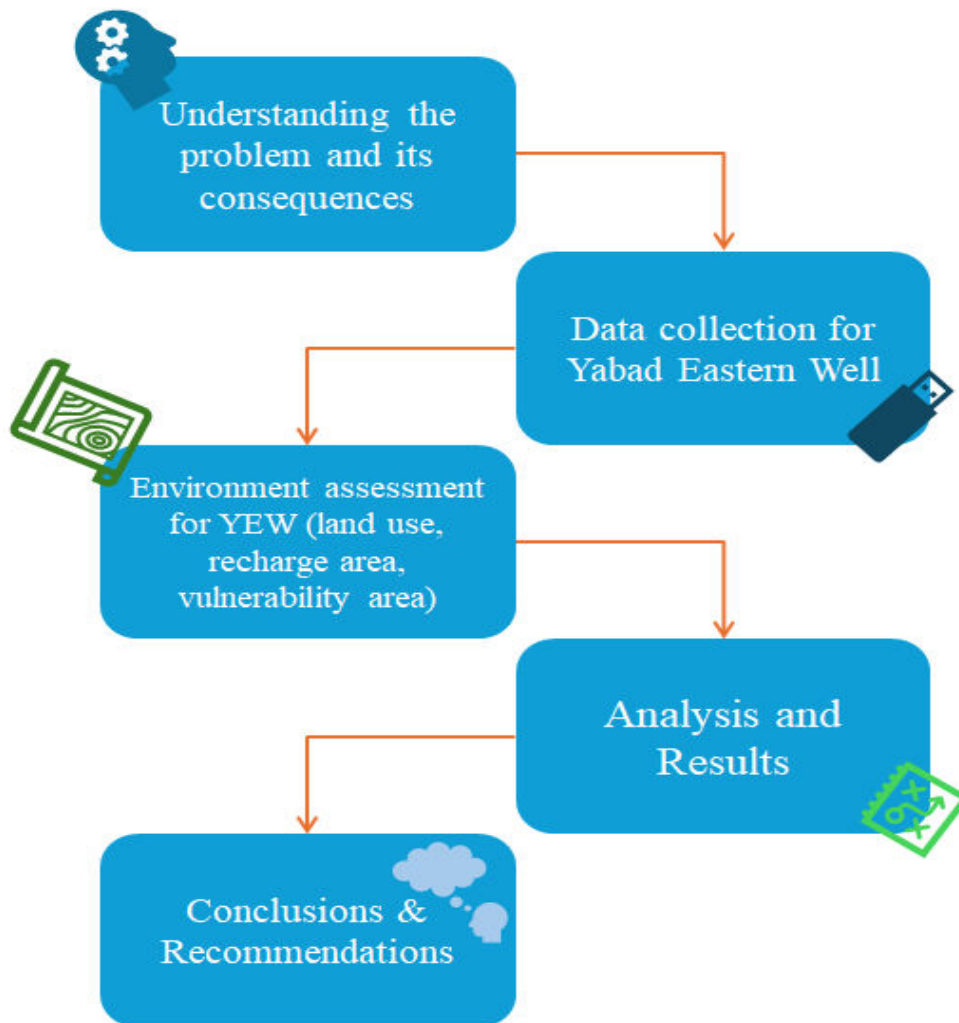 Understanding the
problem and its
consequences
Data collection for
Yabad Eastern Well
Environment assessment
for YEW (land use,
recharge area,
vulnerability area)
Analysis and
Results
Conclusions &
Recommendations